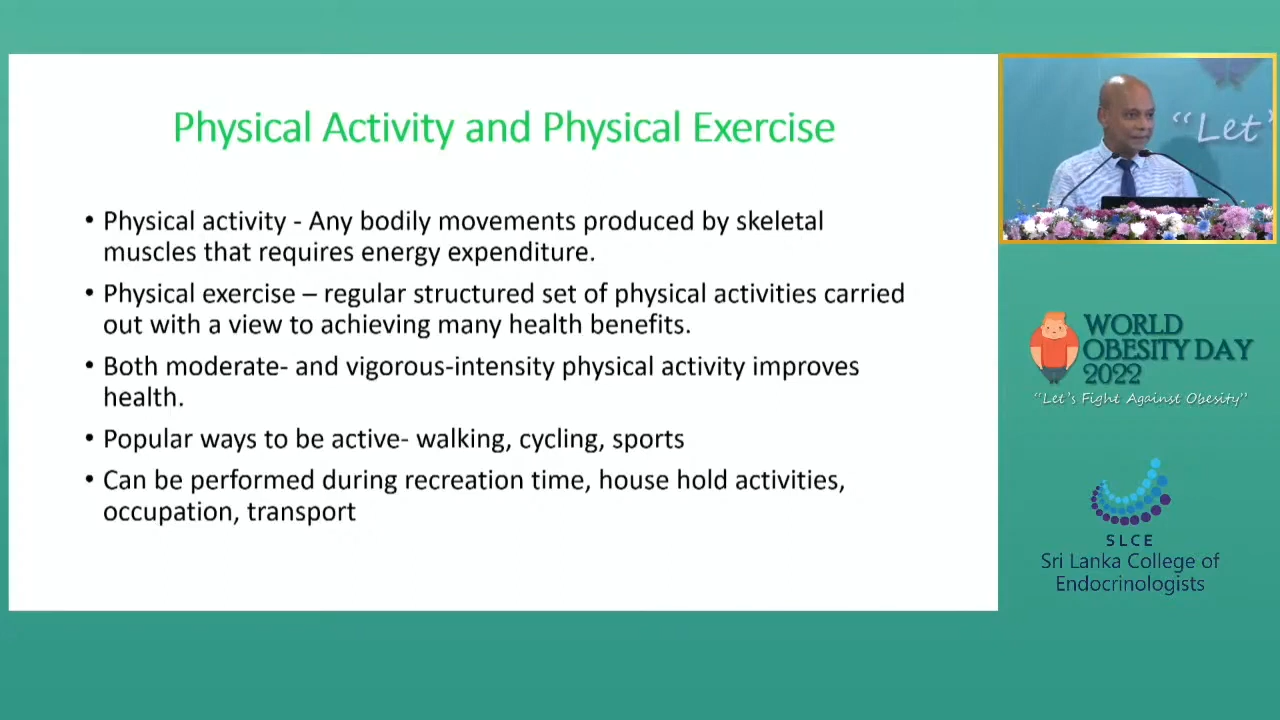 Physical Activity and Physical Exercise
• Physical activity - Any bodily movements produced by skeletal
muscles that requires energy expenditure.
• Physical exercise – regular structured set of physical activities carried
out with a view to achieving many health benefits.
• Both moderate- and vigorous-intensity physical activity improves
health.
• Popular ways to be active- walking, cycling, sports
• Can be performed during recreation time, house hold activities,
occupation, transport
“Let”
WORLD
OBESITY DAY
2022
“Let's Fight Against Obesity”
SLCE
Sri Lanka College of
Endocrinologists